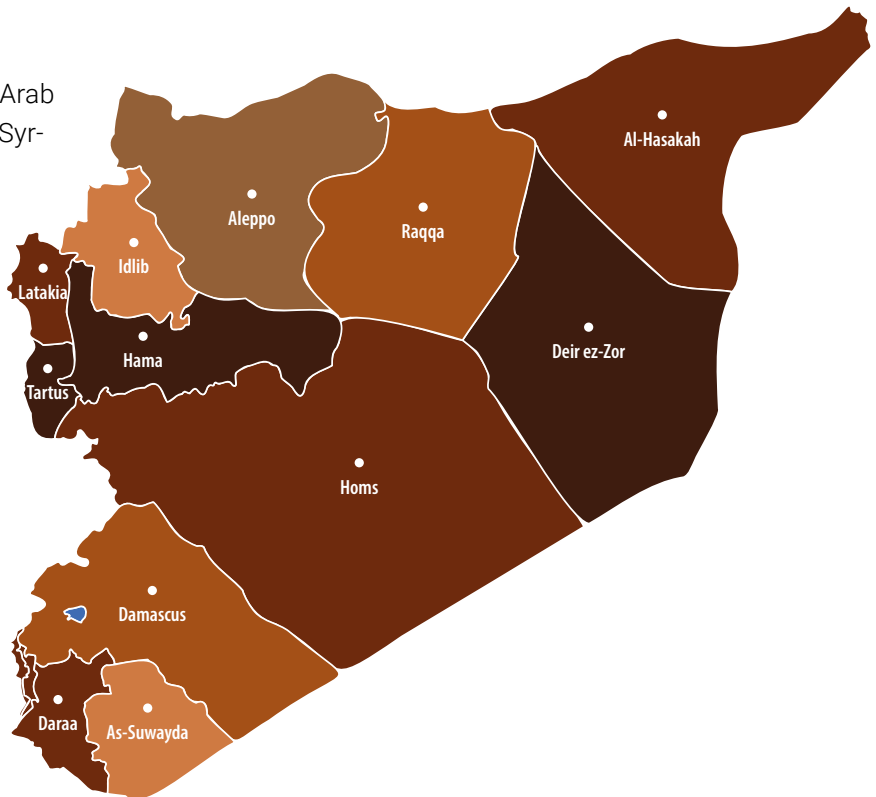 Arab
Syr-
Al-Hasakah
Aleppo
Raqqa
Idlib
Latakia
Deir ez-Zor
Hama
Tartus
Homs
Damascus
Daraa
As-Suwayda